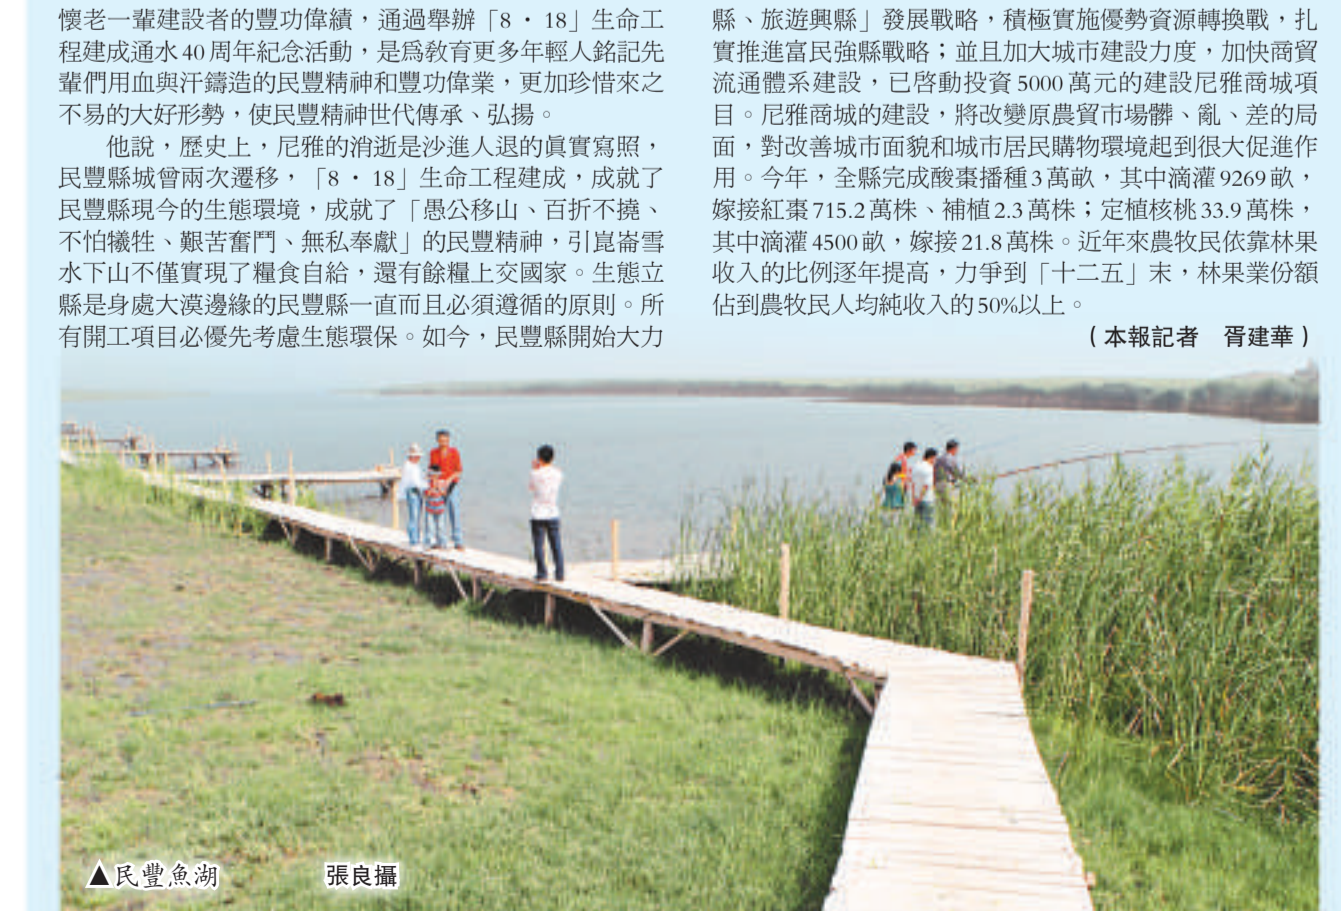 懷老一輩建設者的豐功偉績，通過舉辦「8・18」生命工
程建成通水40周年紀念活動，是爲敎育更多年輕人銘記先
輩們用血與汗鑄造的民豐精神和豐功偉業，更加珍惜來之
不易的大好形勢，使民豐精神世代傳承、弘揚。
他說，歷史上，尼雅的消逝是沙進人退的眞實寫照，
民豐縣城曾兩次遷移，「8・18」生命工程建成，成就了
民豐縣現今的生態環境，成就了「愚公移山、百折不撓、
不怕犧牲、艱苦奮鬥、無私奉獻」的民豐精神，引崑崙雪
水下山不僅實現了糧食自給，還有餘糧上交國家。生態立
縣是身處大漠邊緣的民豐縣一直而且必須遵循的原則。所
有開工項目必優先考慮生態環保。如今，民豐縣開始大力
縣、旅遊興縣」發展戰略，積極實施優勢資源轉換戰，扎
實推進富民強縣戰略；並且加大城市建設力度，加快商貿
流通體系建設，已啓動投資5000萬元的建設尼雅商城項
目。尼雅商城的建設，將改變原農貿市場髒、亂、差的局
面，對改善城市面貌和城市居民購物環境起到很大促進作
用。今年，全縣完成酸棗播種3萬畝，其中滴灌9269畝，
嫁接紅棗715.2萬株、補植2.3萬株；定植核桃33.9萬株，
其中滴灌4500畝，嫁接21.8萬株。近年來農牧民依靠林果
收入的比例逐年提高，力爭到「十二五」末，林果業份額
佔到農牧民人均純收入的50%以上。
（本報記者　胥建華）
▲民豐魚湖　張良攝